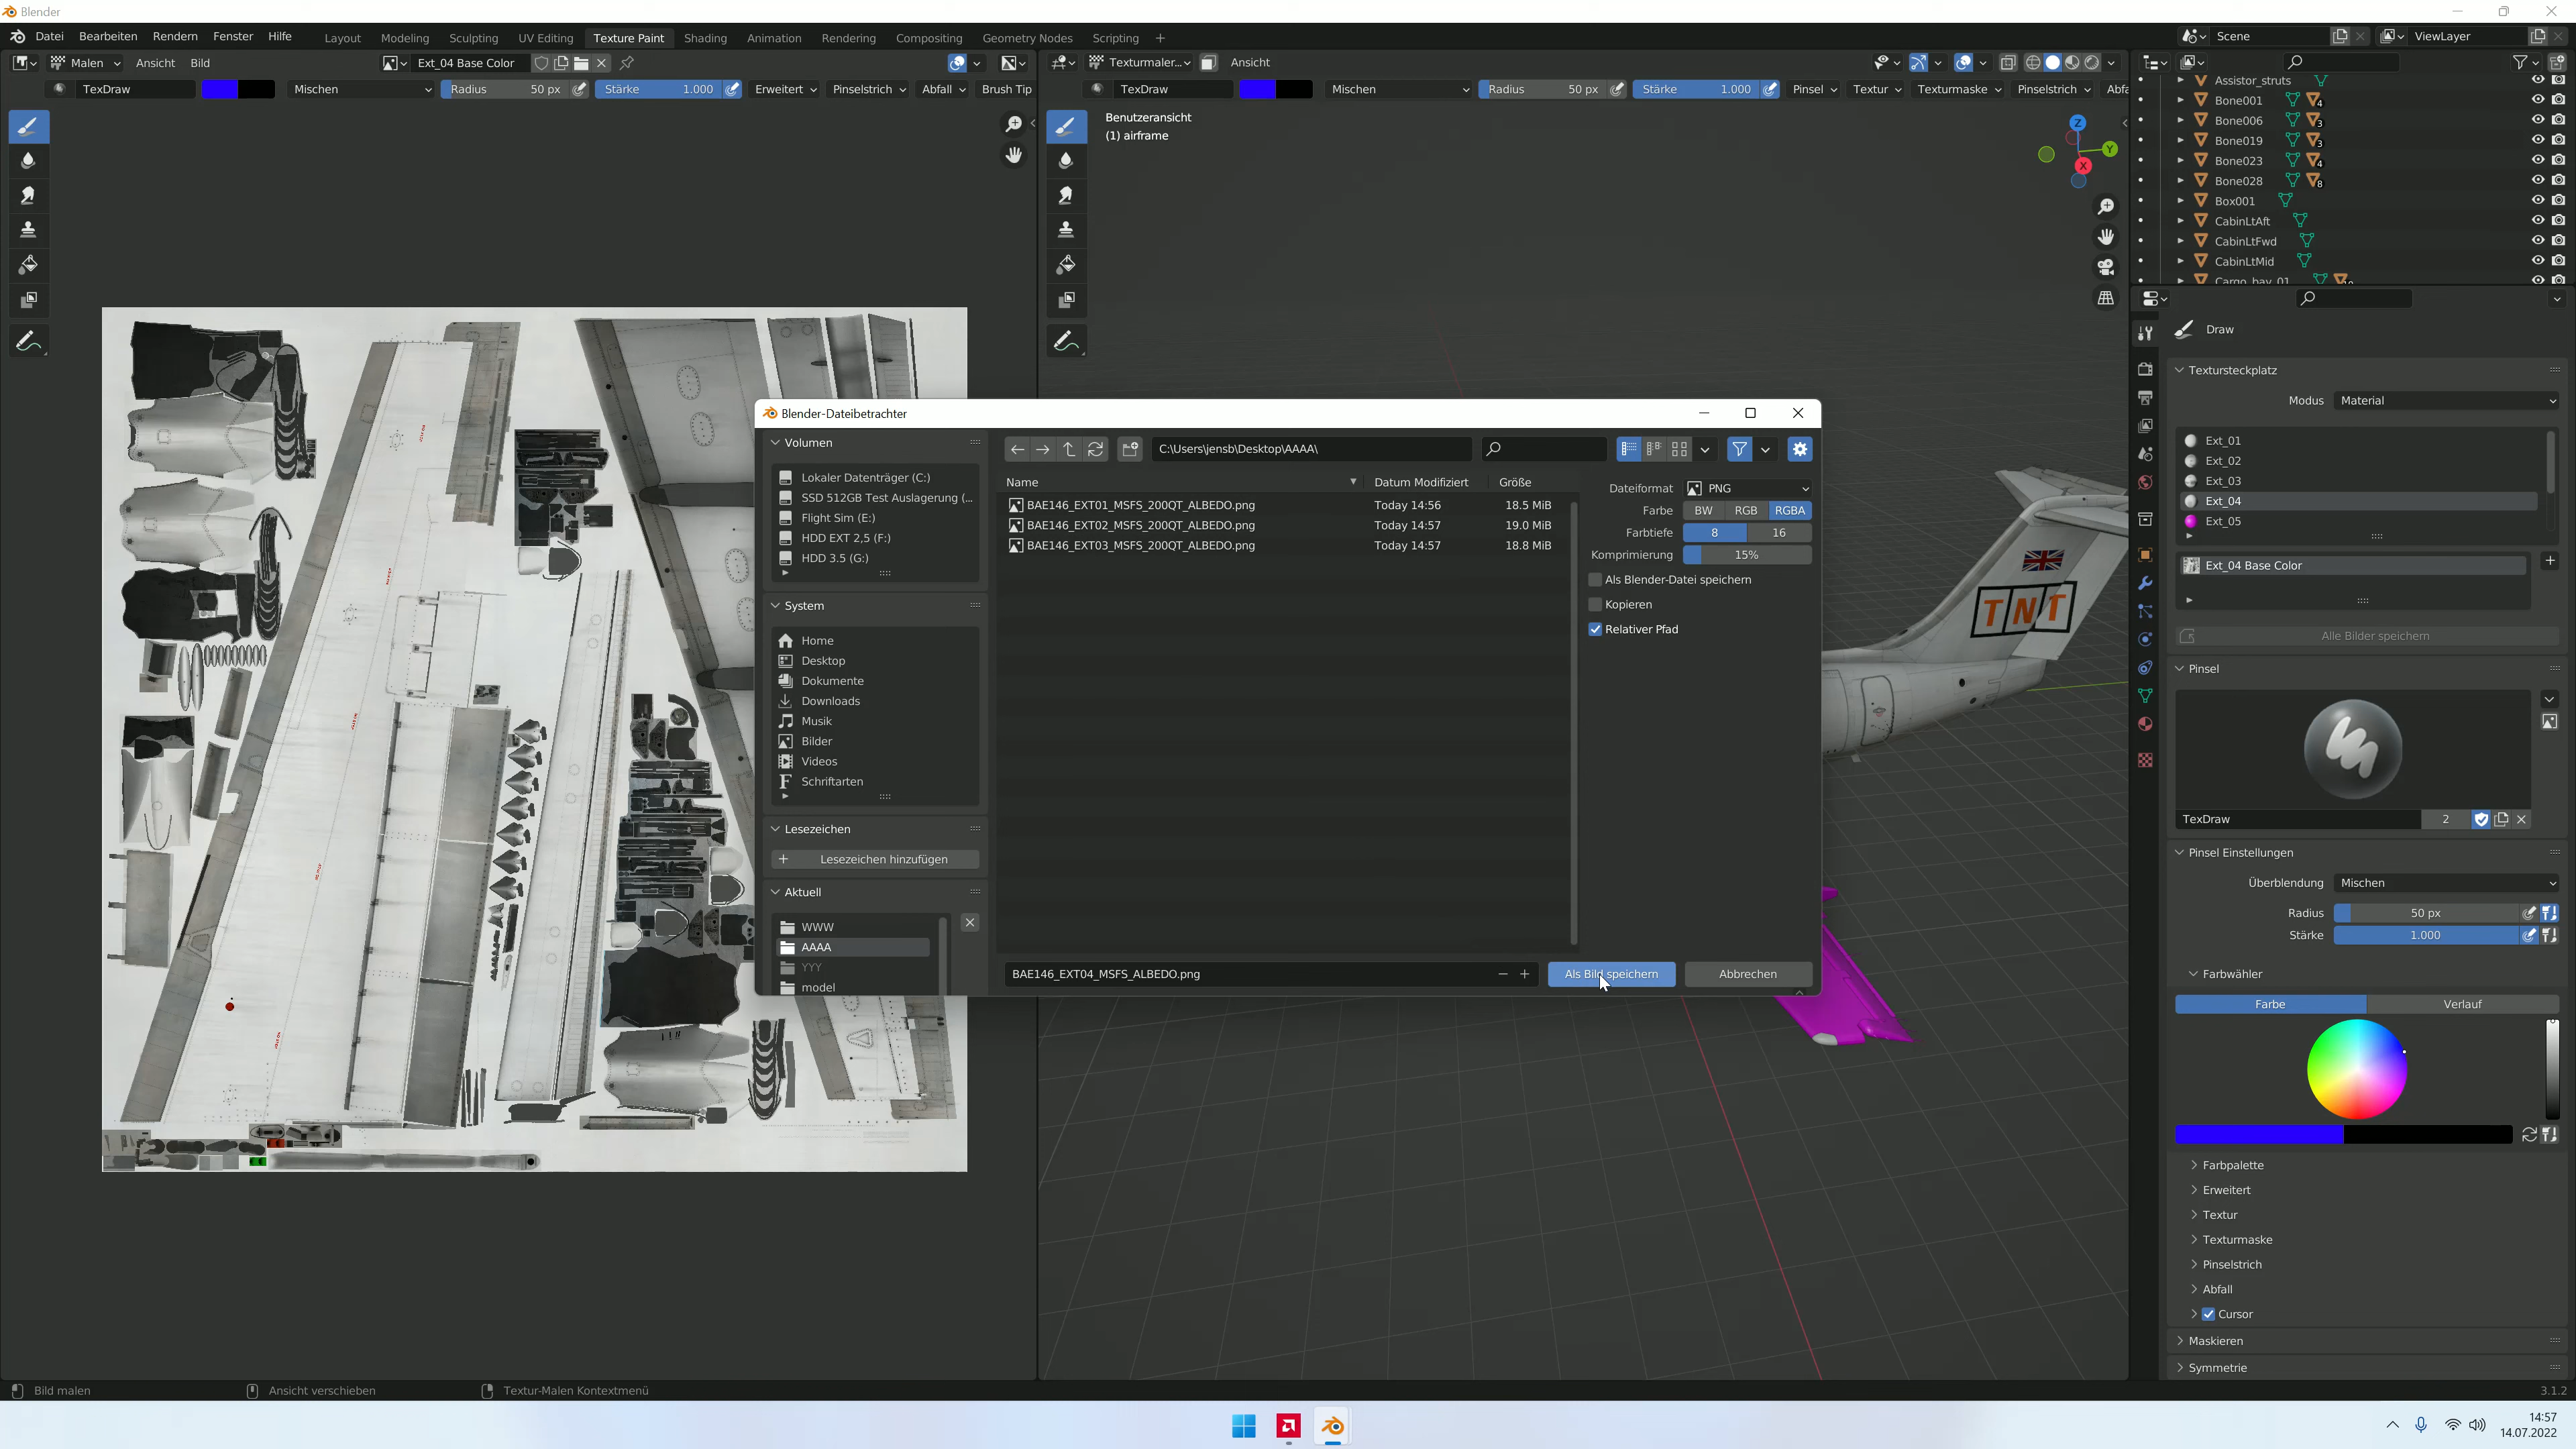 Blender
Datei Bearbeiten Rendern Fenster Hilfe Layout Modeling Sculpting UV Editing Texture Paint Shading Animation Rendering Compositing Geometry Nodes Scripting + Scene ViewLayer
Malen Ansicht Bild Ext_04 Base Color
TexDraw Mischen Radius 50 px Stärke 1.000 Erweitert Pinselstrich Abfall Brush Tip
Texturmaler... Ansicht
TexDraw Mischen Radius 50 px Stärke 1.000 Pinsel Textur Texturmaske Pinselstrich Abfa
Benutzeransicht
(1) airframe
Z
Y
X
Assistor_struts
Bone001 4
Bone006 3
Bone019 3
Bone023 4
Bone028 8
Box001
CabinLtAft
CabinLtFwd
CabinLtMid
Cargo_bay_01
Draw
Textursteckplatz
Modus Material
Ext_01
Ext_02
Ext_03
Ext_04
Ext_05
Ext_04 Base Color
Alle Bilder speichern
Pinsel
TexDraw 2
Pinsel Einstellungen
Überblendung Mischen
Radius 50 px
Stärke 1.000
Farbwähler
Farbe Verlauf
Farbpalette
Erweitert
Textur
Texturmaske
Pinselstrich
Abfall
Cursor
Maskieren
Symmetrie
Blender-Dateibetrachter
Volumen
Lokaler Datenträger (C:)
SSD 512GB Test Auslagerung (...
Flight Sim (E:)
HDD EXT 2,5 (F:)
HDD 3.5 (G:)
System
Home
Desktop
Dokumente
Downloads
Musik
Bilder
Videos
Schriftarten
Lesezeichen
Lesezeichen hinzufügen
Aktuell
WWW
AAAA
YYY
model
C:\Users\jensb\Desktop\AAAA\
Name Datum Modifiziert Größe
BAE146_EXT01_MSFS_200QT_ALBEDO.png Today 14:56 18.5 MiB
BAE146_EXT02_MSFS_200QT_ALBEDO.png Today 14:57 19.0 MiB
BAE146_EXT03_MSFS_200QT_ALBEDO.png Today 14:57 18.8 MiB
Dateiformat PNG
Farbe BW RGB RGBA
Farbtiefe 8 16
Komprimierung 15%
Als Blender-Datei speichern
Kopieren
Relativer Pfad
BAE146_EXT04_MSFS_ALBEDO.png
Als Bild speichern Abbrechen
TNT
Bild malen Ansicht verschieben Textur-Malen Kontextmenü 3.1.2
14:57
14.07.2022